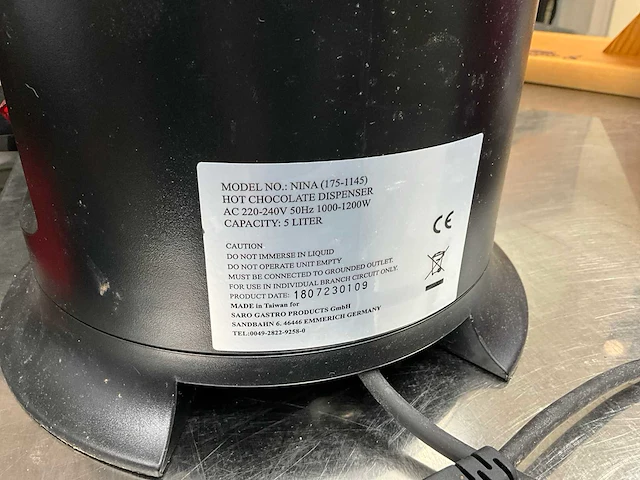 MODEL NO.: NINA (175-1145)
HOT CHOCOLATE DISPENSER
AC 220-240V 50Hz 1000-1200W
CAPACITY: 5 LITER
CE
CAUTION
DO NOT IMMERSE IN LIQUID
DO NOT OPERATE UNIT EMPTY
MUST BE CONNECTED TO GROUNDED OUTLET.
FOR USE IN INDIVIDUAL BRANCH CIRCUIT ONLY.
PRODUCT DATE: 1807230109
MADE in Taiwan for
SARO GASTRO PRODUCTS GmbH
SANDBAHN 6. 46446 EMMERICH GERMANY
TEL:0049-2822-9258-0